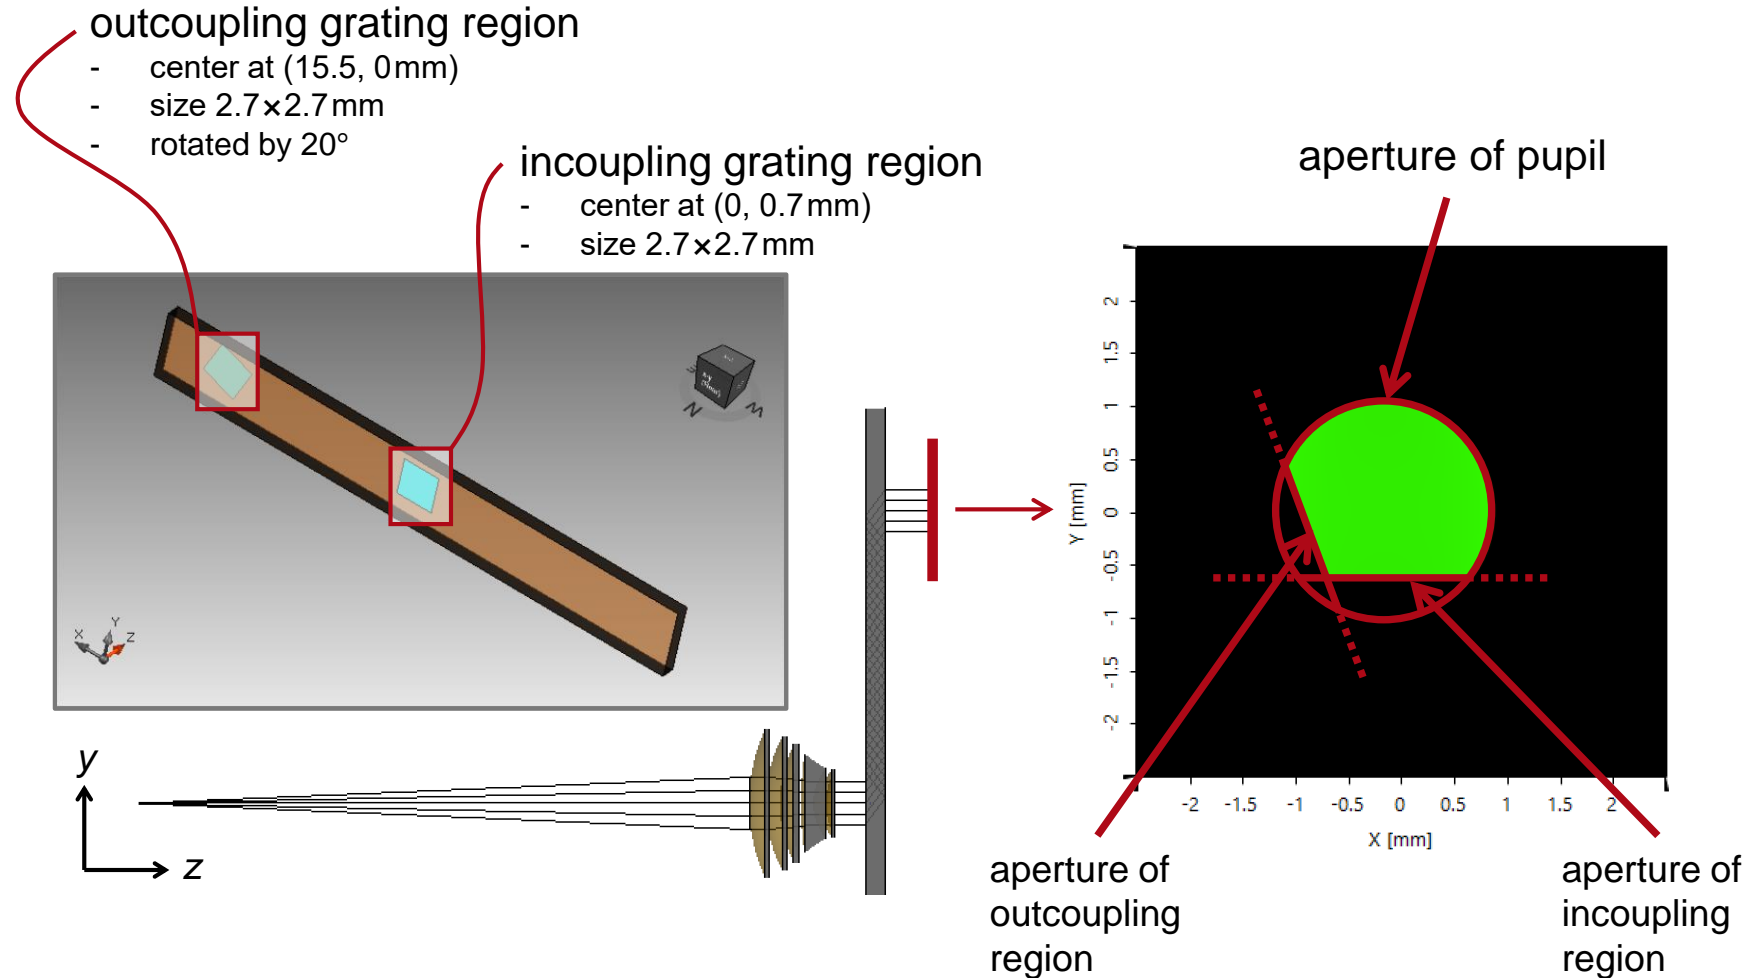 outcoupling grating region
- center at (15.5, 0mm)
- size 2.7×2.7mm
- rotated by 20°
incoupling grating region
- center at (0, 0.7mm)
- size 2.7×2.7mm
aperture of pupil
X
Y
Z
N
M
y
z
2
1.5
1
0.5
0
-0.5
-1
-1.5
-2
Y [mm]
-2
-1.5
-1
-0.5
0
0.5
1
1.5
2
X [mm]
aperture of
outcoupling
region
aperture of
incoupling
region